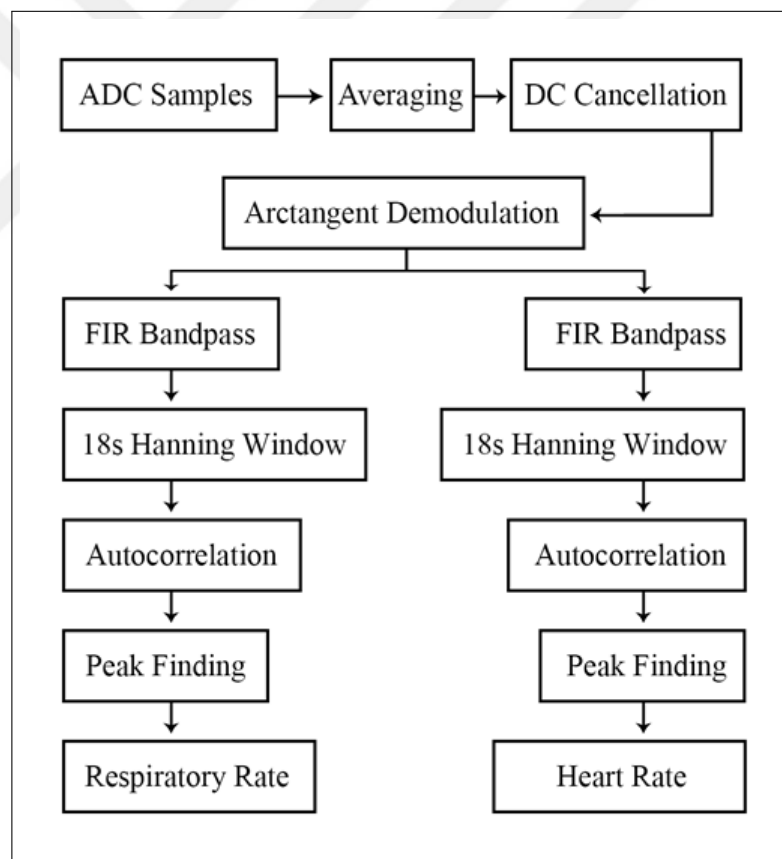 ADC Samples
Averaging
DC Cancellation
Arctangent Demodulation
FIR Bandpass
FIR Bandpass
18s Hanning Window
18s Hanning Window
Autocorrelation
Autocorrelation
Peak Finding
Peak Finding
Respiratory Rate
Heart Rate